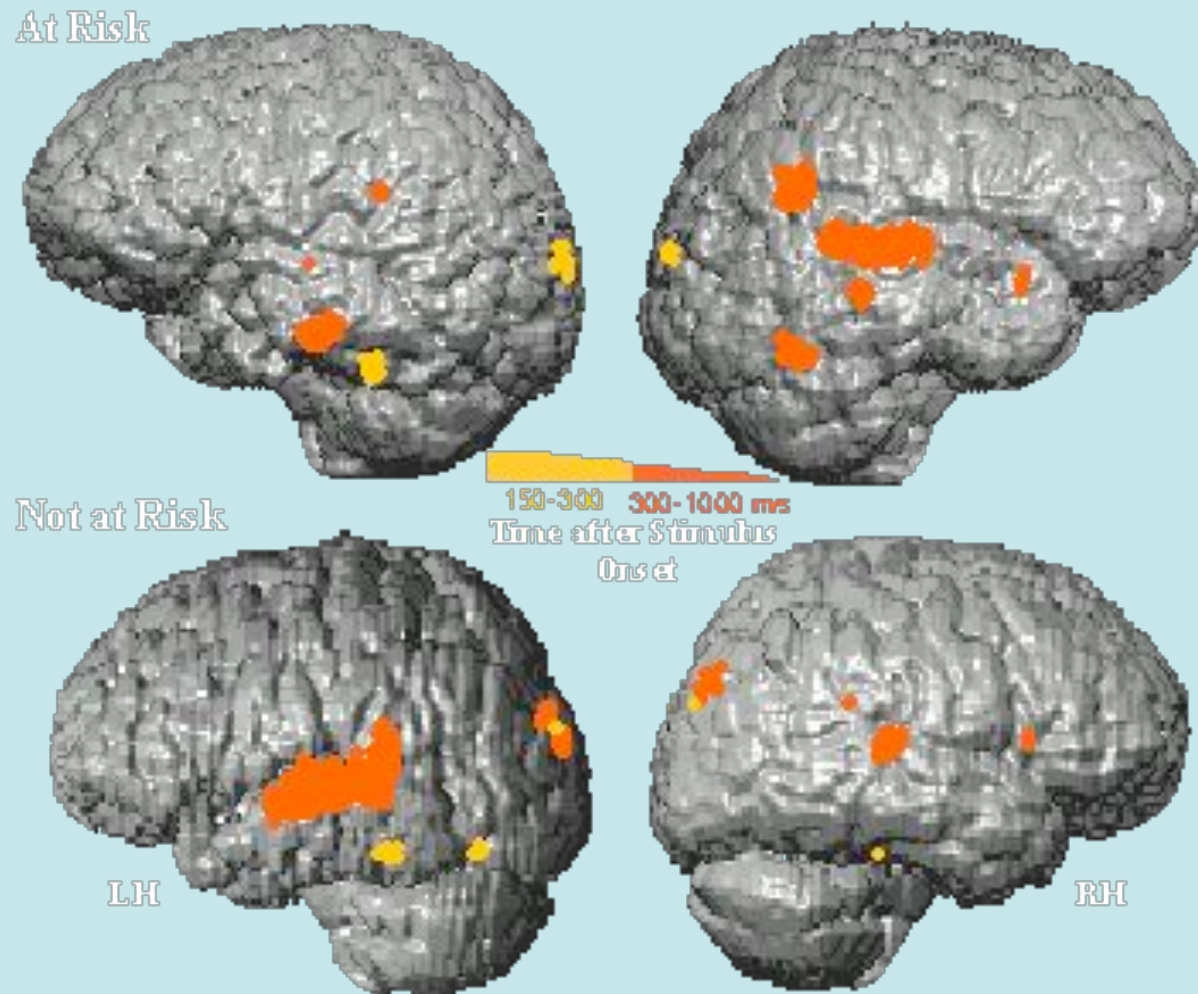 At Risk
150-300 300-1000 ms
Time after Stimulus
Onset
Not at Risk
LH
RH